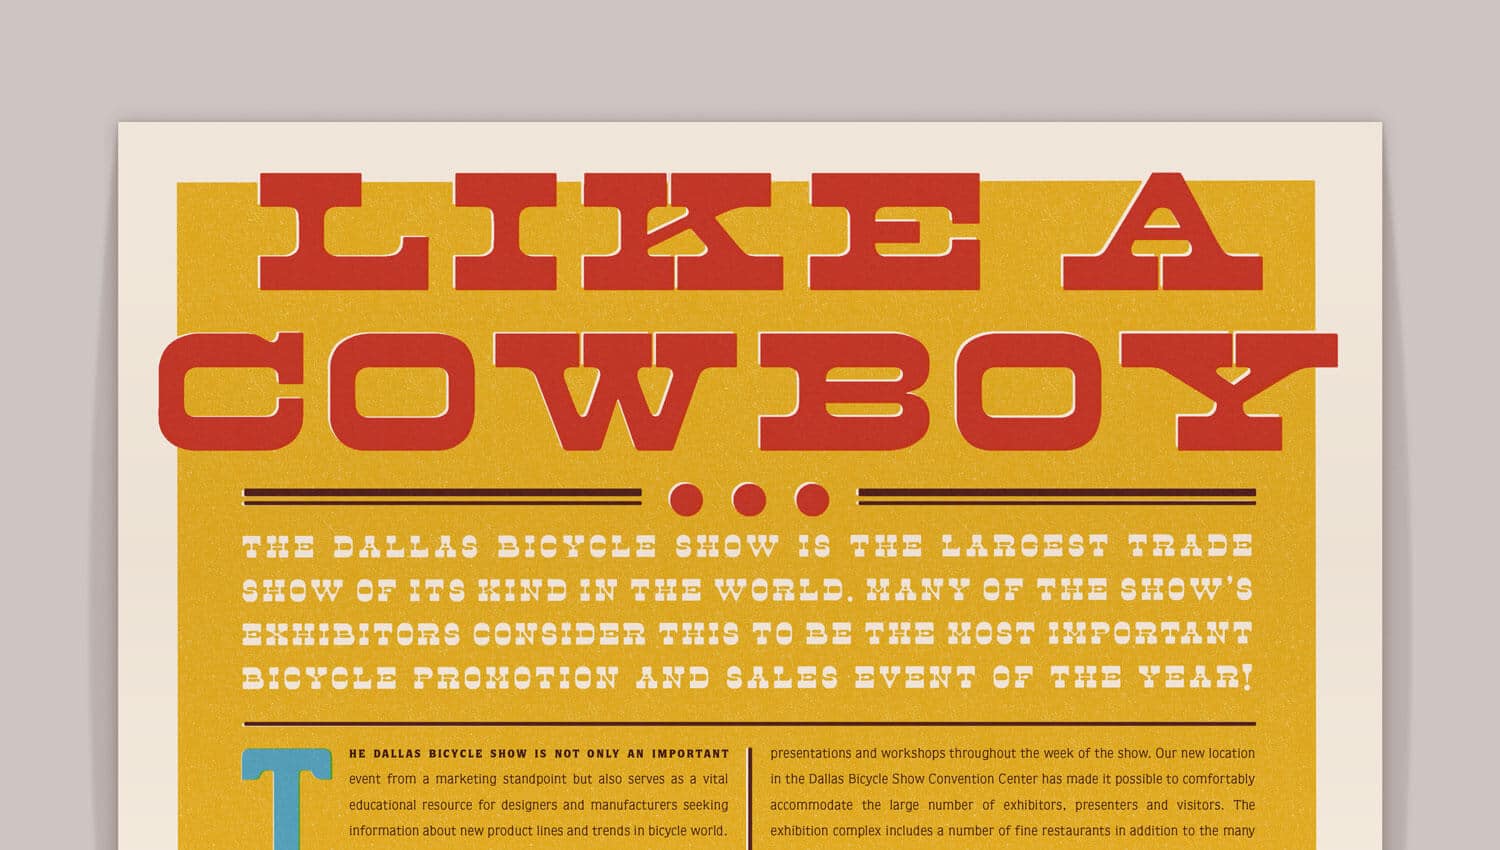 LIKE A
COWBOY
THE DALLAS BICYCLE SHOW IS THE LARGEST TRADE
SHOW OF ITS KIND IN THE WORLD. MANY OF THE SHOW'S
EXHIBITORS CONSIDER THIS TO BE THE MOST IMPORTANT
BICYCLE PROMOTION AND SALES EVENT OF THE YEAR!
THE DALLAS BICYCLE SHOW IS NOT ONLY AN IMPORTANT
event from a marketing standpoint but also serves as a vital
educational resource for designers and manufacturers seeking
information about new product lines and trends in bicycle world.
presentations and workshops throughout the week of the show. Our new location
in the Dallas Bicycle Show Convention Center has made it possible to comfortably
accommodate the large number of exhibitors, presenters and visitors. The
exhibition complex includes a number of fine restaurants in addition to the many